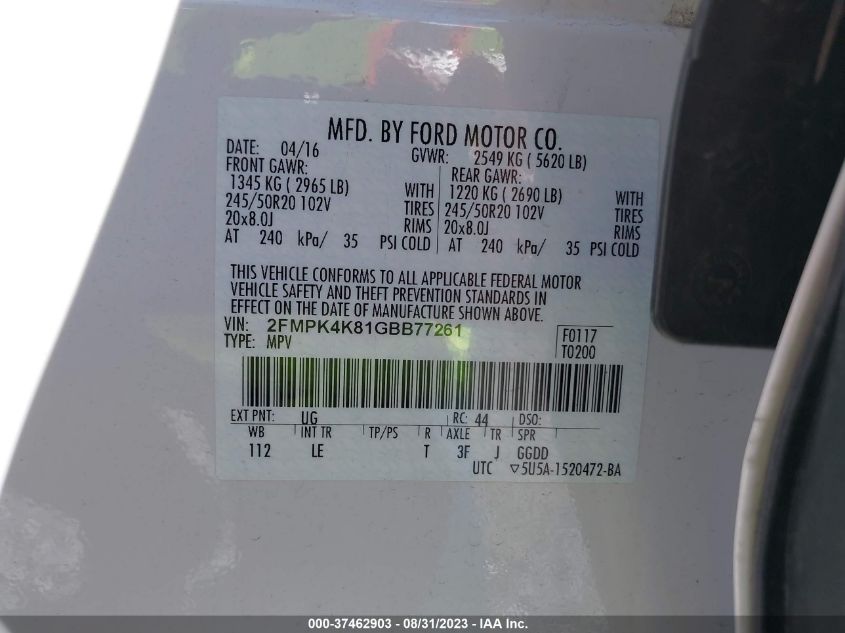 MFD. BY FORD MOTOR CO.
DATE: 04/16 GVWR: 2549 KG ( 5620 LB)
FRONT GAWR: REAR GAWR:
1345 KG ( 2965 LB) WITH 1220 KG ( 2690 LB) WITH
245/50R20 102V TIRES 245/50R20 102V TIRES
20x8.0J RIMS 20x8.0J RIMS
AT 240 kPa/ 35 PSI COLD AT 240 kPa/ 35 PSI COLD
THIS VEHICLE CONFORMS TO ALL APPLICABLE FEDERAL MOTOR
VEHICLE SAFETY AND THEFT PREVENTION STANDARDS IN
EFFECT ON THE DATE OF MANUFACTURE SHOWN ABOVE.
VIN: 2FMPK4K81GBB77261 F0117
TYPE: MPV T0200
EXT PNT: UG RC: 44 DSO:
WB INT TR TP/PS R AXLE TR SPR
112 LE T 3F J GGDD
UTC ▽5U5A-1520472-BA
000-37462903 - 08/31/2023 - IAA Inc.